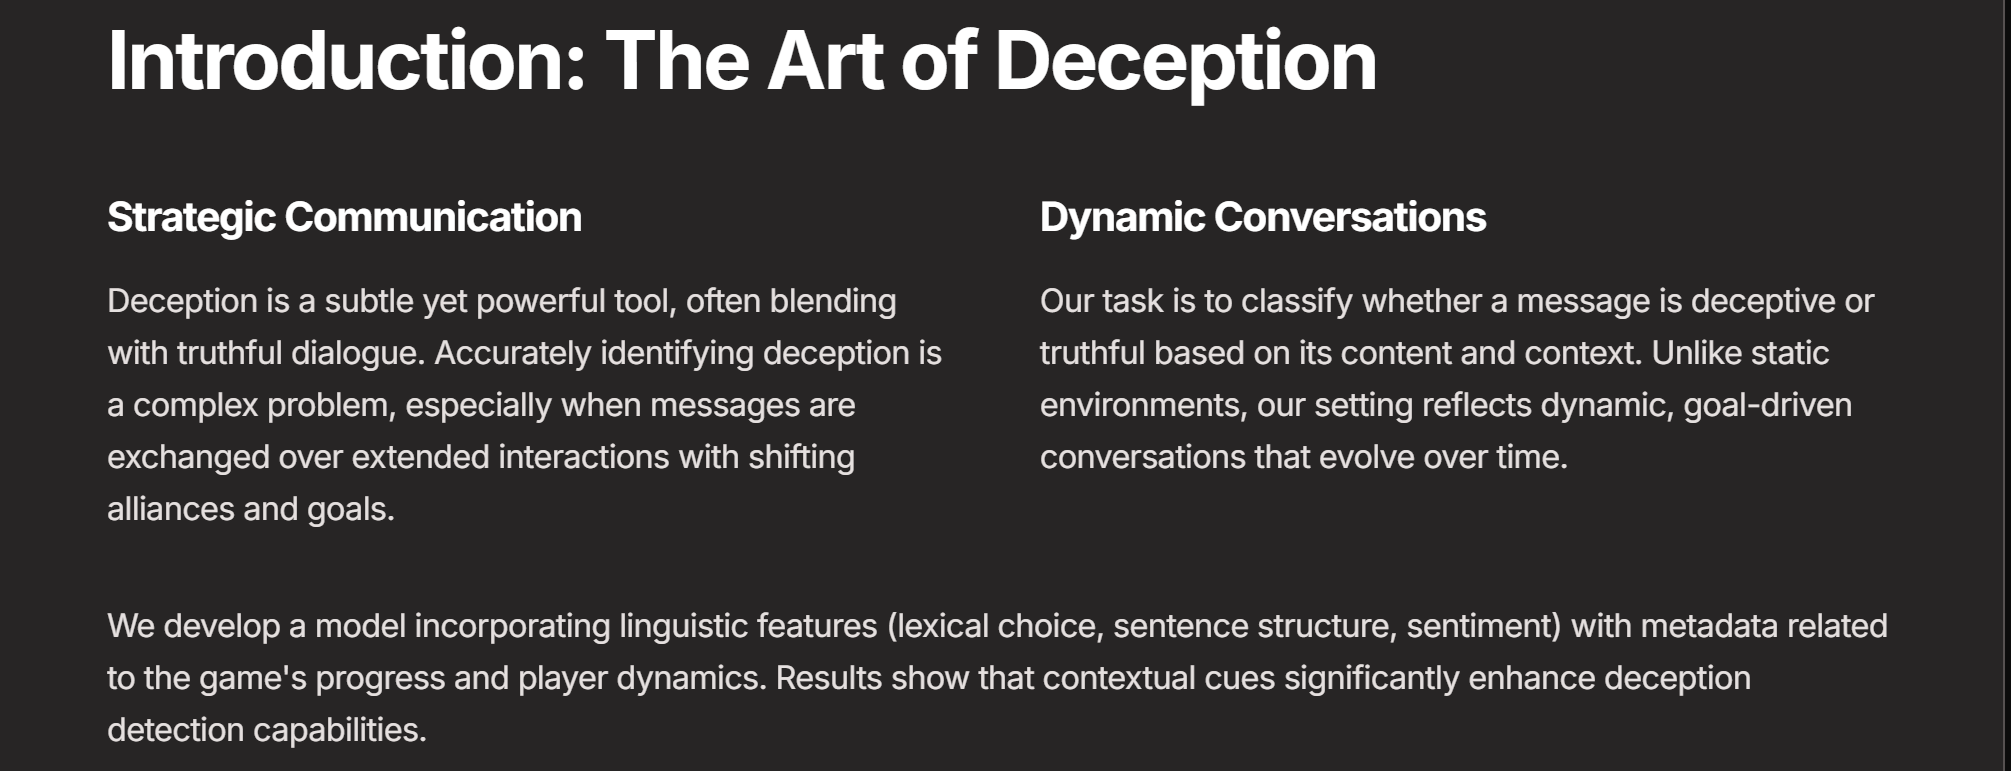 Introduction: The Art of Deception
Strategic Communication
Deception is a subtle yet powerful tool, often blending
with truthful dialogue. Accurately identifying deception is
a complex problem, especially when messages are
exchanged over extended interactions with shifting
alliances and goals.
Dynamic Conversations
Our task is to classify whether a message is deceptive or
truthful based on its content and context. Unlike static
environments, our setting reflects dynamic, goal-driven
conversations that evolve over time.
We develop a model incorporating linguistic features (lexical choice, sentence structure, sentiment) with metadata related
to the game's progress and player dynamics. Results show that contextual cues significantly enhance deception
detection capabilities.